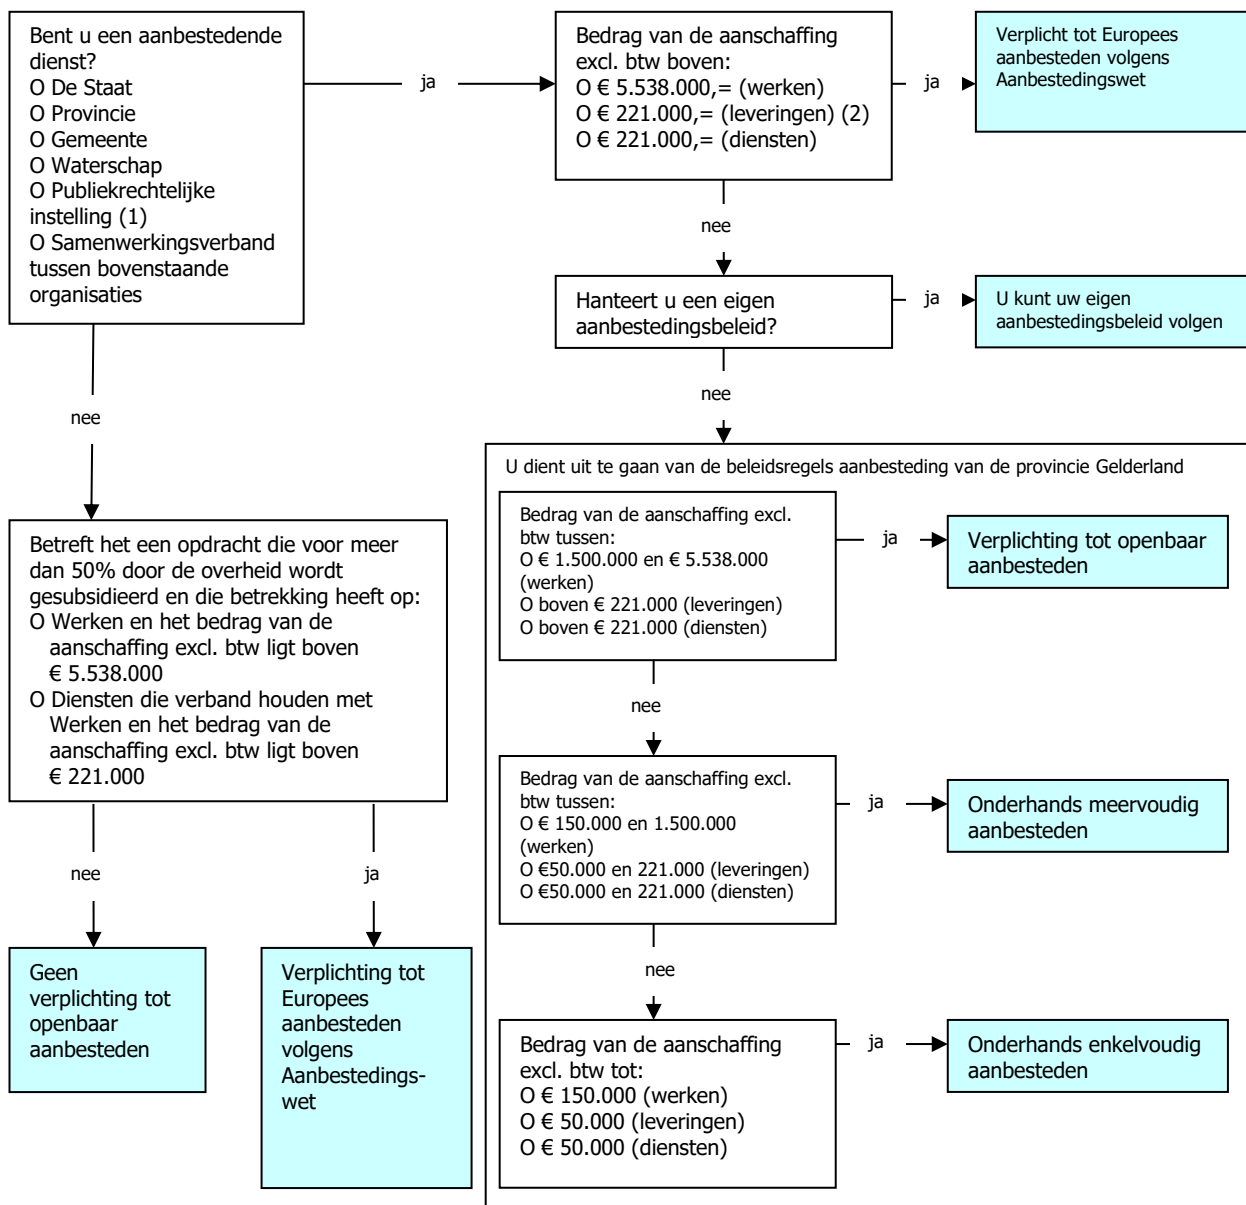 Bent u een aanbestedende
dienst?
O De Staat
O Provincie
O Gemeente
O Waterschap
O Publiekrechtelijke
instelling (1)
O Samenwerkingsverband
tussen bovenstaande
organisaties
ja
Bedrag van de aanschaffing
excl. btw boven:
O € 5.538.000,= (werken)
O € 221.000,= (leveringen) (2)
O € 221.000,= (diensten)
ja
Verplicht tot Europees
aanbesteden volgens
Aanbestedingswet
nee
Hanteert u een eigen
aanbestedingsbeleid?
ja
U kunt uw eigen
aanbestedingsbeleid volgen
nee
nee
U dient uit te gaan van de beleidsregels aanbesteding van de provincie Gelderland
Bedrag van de aanschaffing excl.
btw tussen:
O € 1.500.000 en € 5.538.000
(werken)
O boven € 221.000 (leveringen)
O boven € 221.000 (diensten)
ja
Verplichting tot openbaar
aanbesteden
nee
Bedrag van de aanschaffing excl.
btw tussen:
O € 150.000 en 1.500.000
(werken)
O €50.000 en 221.000 (leveringen)
O €50.000 en 221.000 (diensten)
ja
Onderhands meervoudig
aanbesteden
nee
Bedrag van de aanschaffing
excl. btw tot:
O € 150.000 (werken)
O € 50.000 (leveringen)
O € 50.000 (diensten)
ja
Onderhands enkelvoudig
aanbesteden
Betreft het een opdracht die voor meer
dan 50% door de overheid wordt
gesubsidieerd en die betrekking heeft op:
O Werken en het bedrag van de
aanschaffing excl. btw ligt boven
€ 5.538.000
O Diensten die verband houden met
Werken en het bedrag van de
aanschaffing excl. btw ligt boven
€ 221.000
nee
ja
Geen
verplichting tot
openbaar
aanbesteden
Verplichting tot
Europees
aanbesteden
volgens
Aanbestedings-
wet